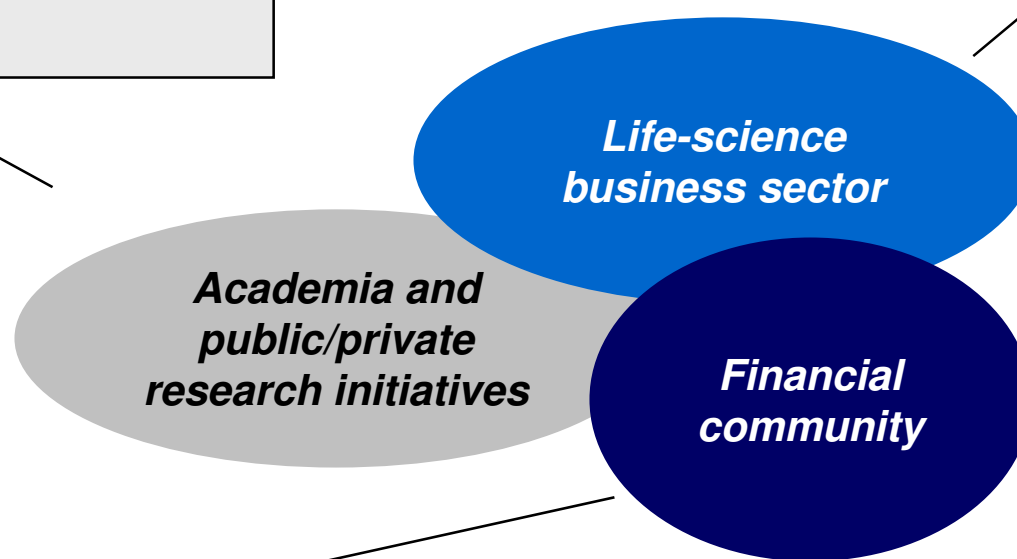 Life-science
business sector
Academia and
public/private
research initiatives
Financial
community